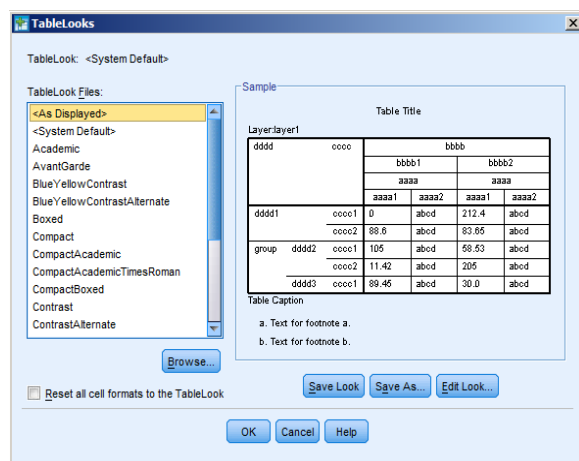 TableLooks
TableLook: <System Default>
TableLook Files:
<As Displayed>
<System Default>
Academic
AvantGarde
BlueYellowContrast
BlueYellowContrastAlternate
Boxed
Compact
CompactAcademic
CompactAcademicTimesRoman
CompactBoxed
Contrast
ContrastAlternate
Browse...
Reset all cell formats to the TableLook
Sample
Table Title
Layer:layer1
dddd cccc bbbb
bbbb1 bbbb2
aaaa aaaa
aaaa1 aaaa2 aaaa1 aaaa2
dddd1 cccc1 0 abcd 212.4 abcd
cccc2 88.6 abcd 83.65 abcd
group dddd2 cccc1 105 abcd 58.53 abcd
cccc2 11.42 abcd 205 abcd
dddd3 cccc1 89.45 abcd 30.0 abcd
Table Caption
a. Text for footnote a.
b. Text for footnote b.
Save Look Save As... Edit Look...
OK Cancel Help